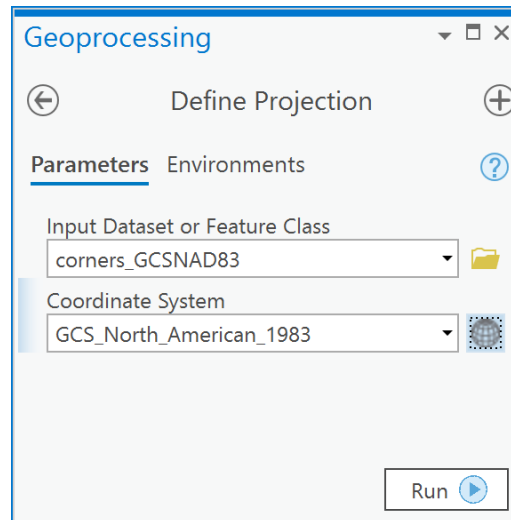 Geoprocessing
Define Projection
Parameters Environments
Input Dataset or Feature Class
corners_GCSNAD83
Coordinate System
GCS_North_American_1983
Run